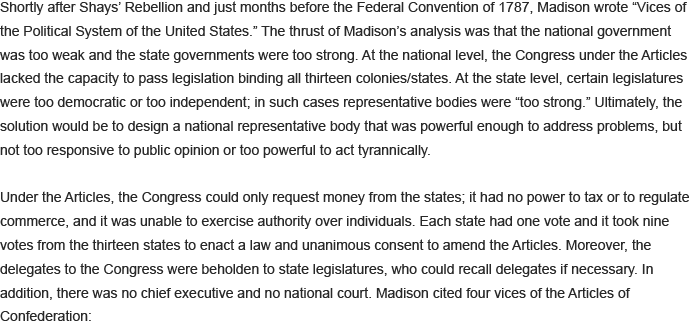 Shortly after Shays’ Rebellion and just months before the Federal Convention of 1787, Madison wrote “Vices of
the Political System of the United States.” The thrust of Madison’s analysis was that the national government
was too weak and the state governments were too strong. At the national level, the Congress under the Articles
lacked the capacity to pass legislation binding all thirteen colonies/states. At the state level, certain legislatures
were too democratic or too independent; in such cases representative bodies were “too strong.” Ultimately, the
solution would be to design a national representative body that was powerful enough to address problems, but
not too responsive to public opinion or too powerful to act tyrannically.
Under the Articles, the Congress could only request money from the states; it had no power to tax or to regulate
commerce, and it was unable to exercise authority over individuals. Each state had one vote and it took nine
votes from the thirteen states to enact a law and unanimous consent to amend the Articles. Moreover, the
delegates to the Congress were beholden to state legislatures, who could recall delegates if necessary. In
addition, there was no chief executive and no national court. Madison cited four vices of the Articles of
Confederation: